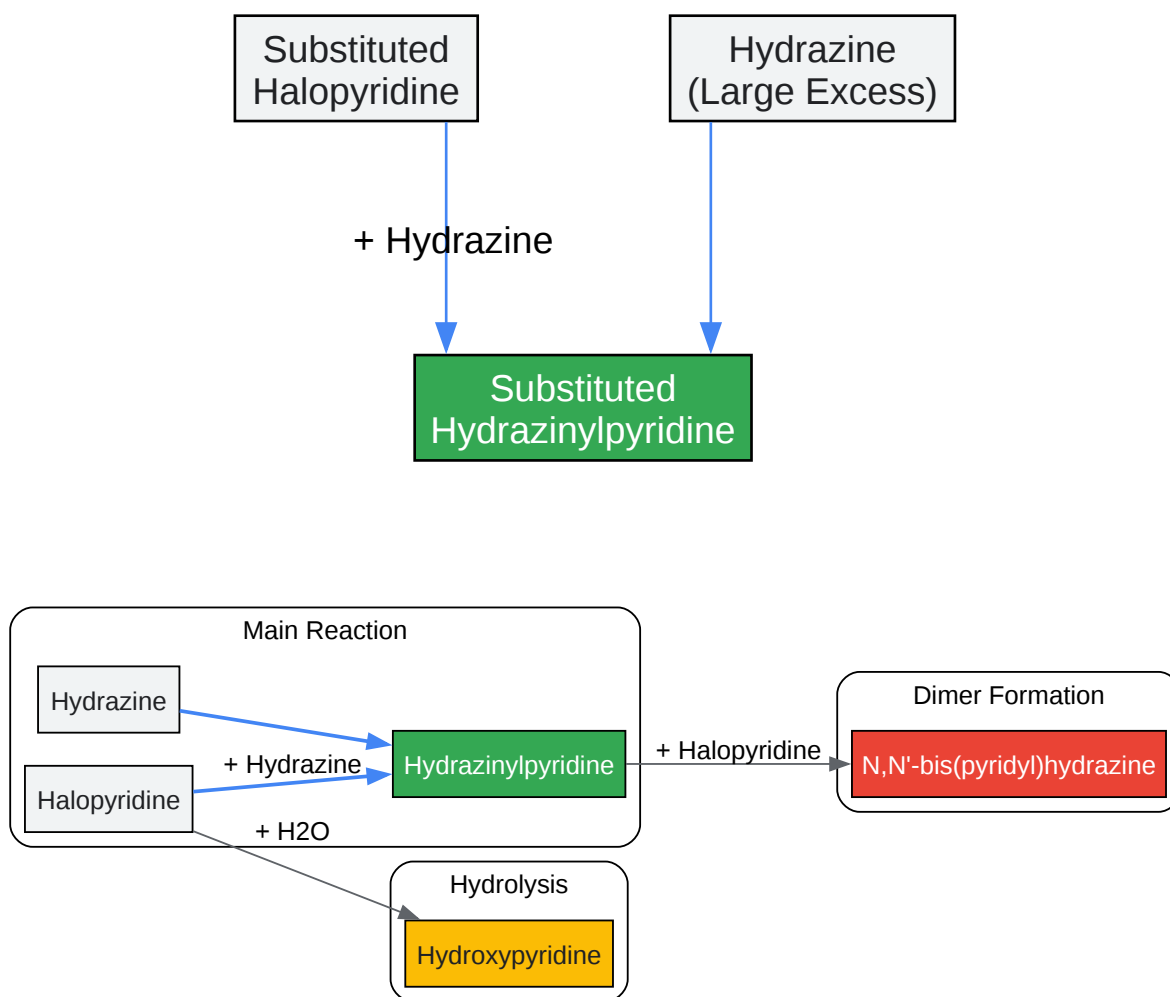 Substituted
Halopyridine
Hydrazine
(Large Excess)
+ Hydrazine
Substituted
Hydrazinylpyridine
Main Reaction
Hydrazine
Halopyridine
+ Hydrazine
Hydrazinylpyridine
+ H2O
+ Halopyridine
Dimer Formation
N,N'-bis(pyridyl)hydrazine
Hydrolysis
Hydroxypyridine